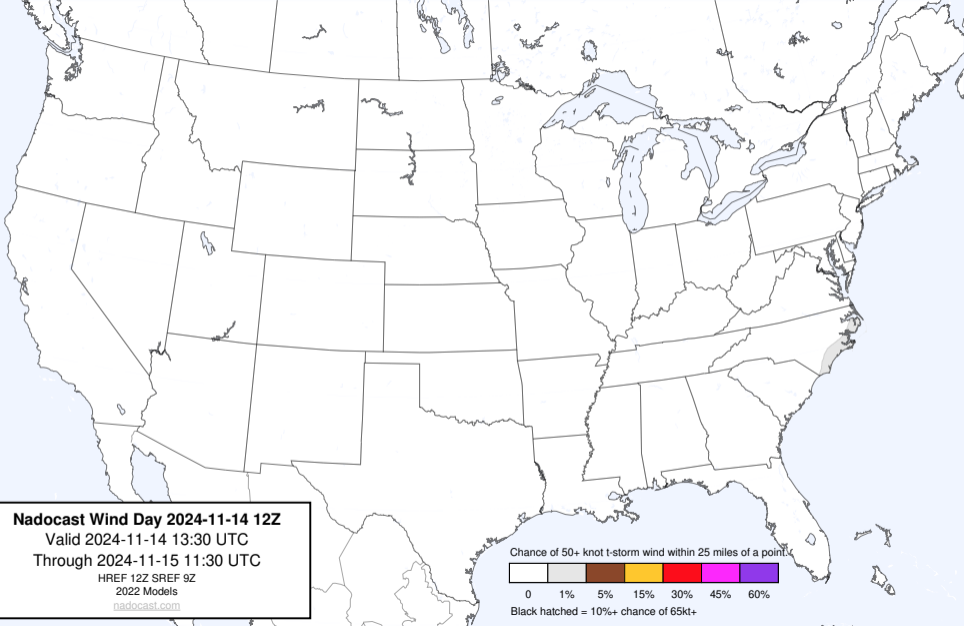 Nadocast Wind Day 2024-11-14 12Z
Valid 2024-11-14 13:30 UTC
Through 2024-11-15 11:30 UTC
HREF 12Z SREF 9Z
2022 Models
nadocast.com
Chance of 50+ knot t-storm wind within 25 miles of a point.
0 1% 5% 15% 30% 45% 60%
Black hatched = 10%+ chance of 65kt+